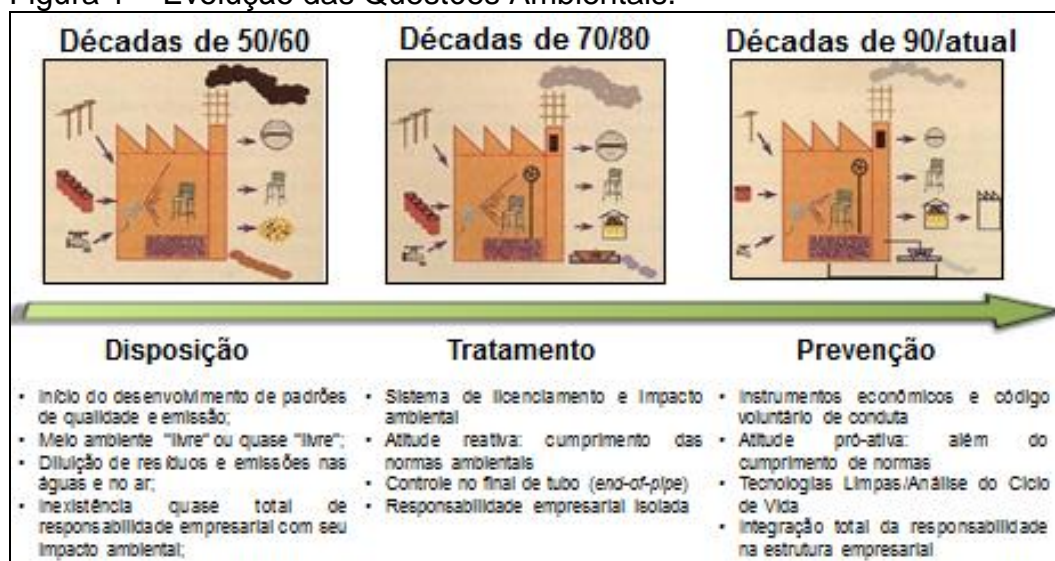 Figura 1 – Evolução das Questões Ambientais.
Décadas de 50/60
Décadas de 70/80
Décadas de 90/atual
Disposição
• Início do desenvolvimento de padrões
de qualidade e emissão;
• Meio ambiente "livre" ou quase "livre";
• Diluição de resíduos e emissões nas
águas e no ar;
• Inexistência quase total de
responsabilidade empresarial com seu
impacto ambiental;
Tratamento
• Sistema de licenciamento e impacto
ambiental
• Atitude reativa: cumprimento das
normas ambientais
• Controle no final de tubo (end-of-pipe)
• Responsabilidade empresarial isolada
Prevenção
• Instrumentos econômicos e código
voluntário de conduta
• Atitude pró-ativa: além do
cumprimento de normas
• Tecnologias Limpas/Análise do Ciclo
de Vida
• Integração total da responsabilidade
na estrutura empresarial